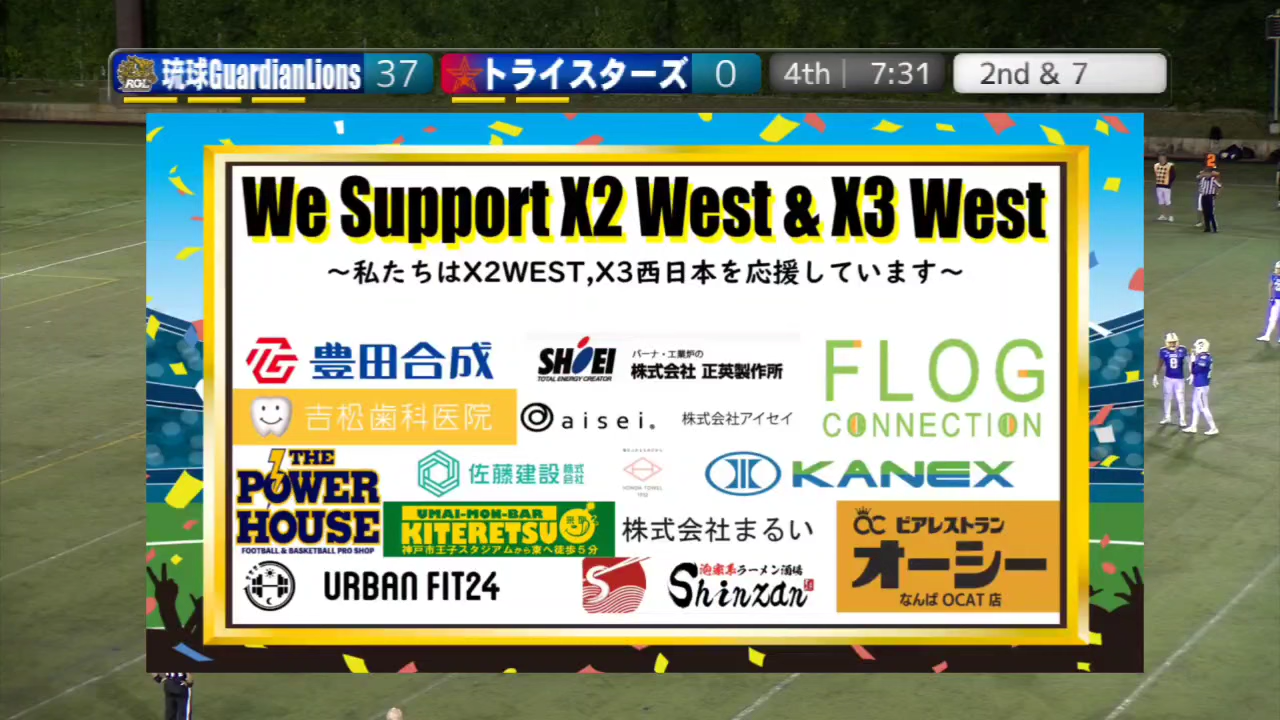 RGL 琉球GuardianLions 37 トライスターズ 0 4th 7:31 2nd & 7
We Support X2 West & X3 West
～私たちはX2WEST,X3西日本を応援しています～
豊田合成
SHOEI
TOTAL ENERGY CREATOR
バーナ・工業炉の
株式会社 正英製作所
FLOG
CONNECTION
吉松歯科医院
aisei. 株式会社アイセイ
THE
POWER
HOUSE
FOOTBALL & BASKETBALL PRO SHOP
佐藤建設 株式会社
KANEX
UMAI-MON-BAR
KITERETSU
神戸市王子スタジアムから東へ徒歩5分
株式会社まるい
OC ビアレストラン
オーシー
なんば OCAT 店
URBAN FIT24
ラーメン酒場
Shinzan
2
8